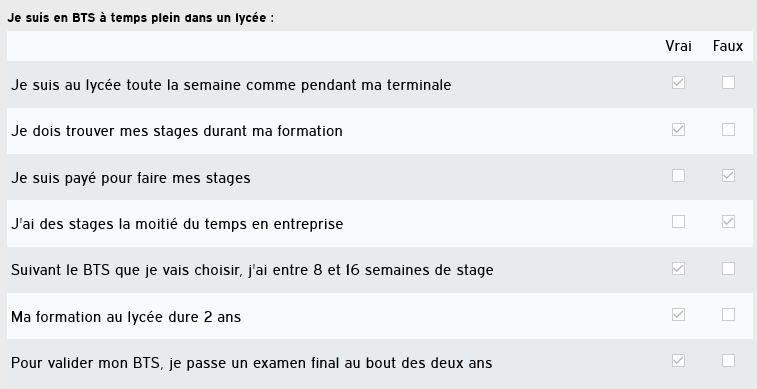 Je suis en BTS à temps plein dans un lycée :
Vrai Faux
Je suis au lycée toute la semaine comme pendant ma terminale
Je dois trouver mes stages durant ma formation
Je suis payé pour faire mes stages
J'ai des stages la moitié du temps en entreprise
Suivant le BTS que je vais choisir, j'ai entre 8 et 16 semaines de stage
Ma formation au lycée dure 2 ans
Pour valider mon BTS, je passe un examen final au bout des deux ans